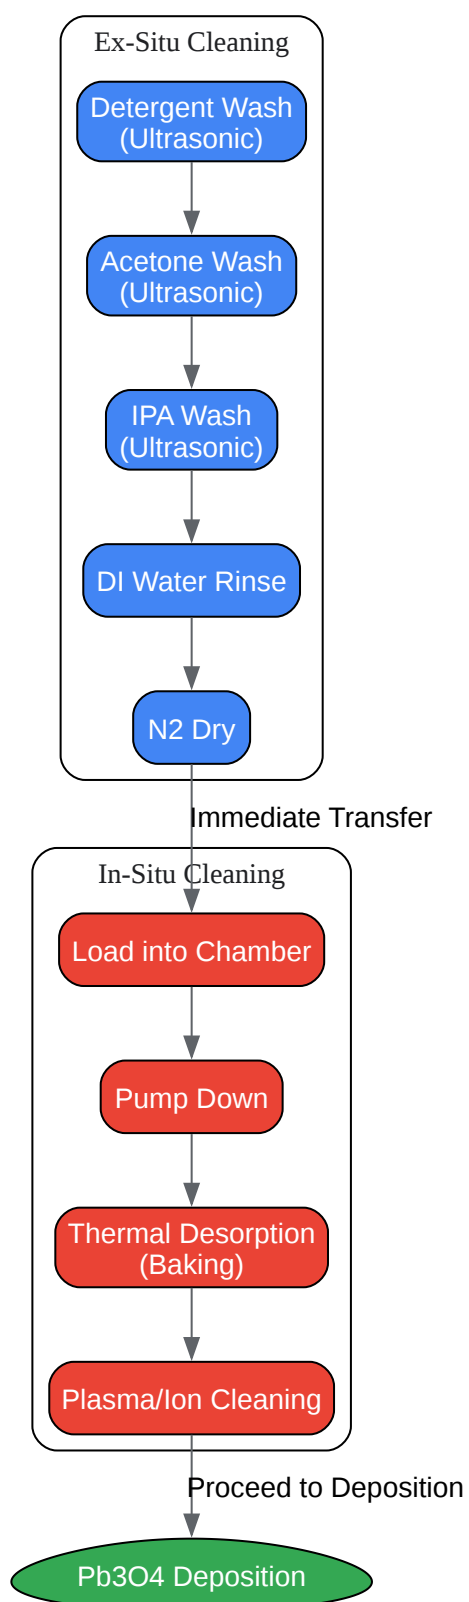 Ex-Situ Cleaning
Detergent Wash
(Ultrasonic)
Acetone Wash
(Ultrasonic)
IPA Wash
(Ultrasonic)
DI Water Rinse
N2 Dry
Immediate Transfer
In-Situ Cleaning
Load into Chamber
Pump Down
Thermal Desorption
(Baking)
Plasma/Ion Cleaning
Proceed to Deposition
Pb3O4 Deposition